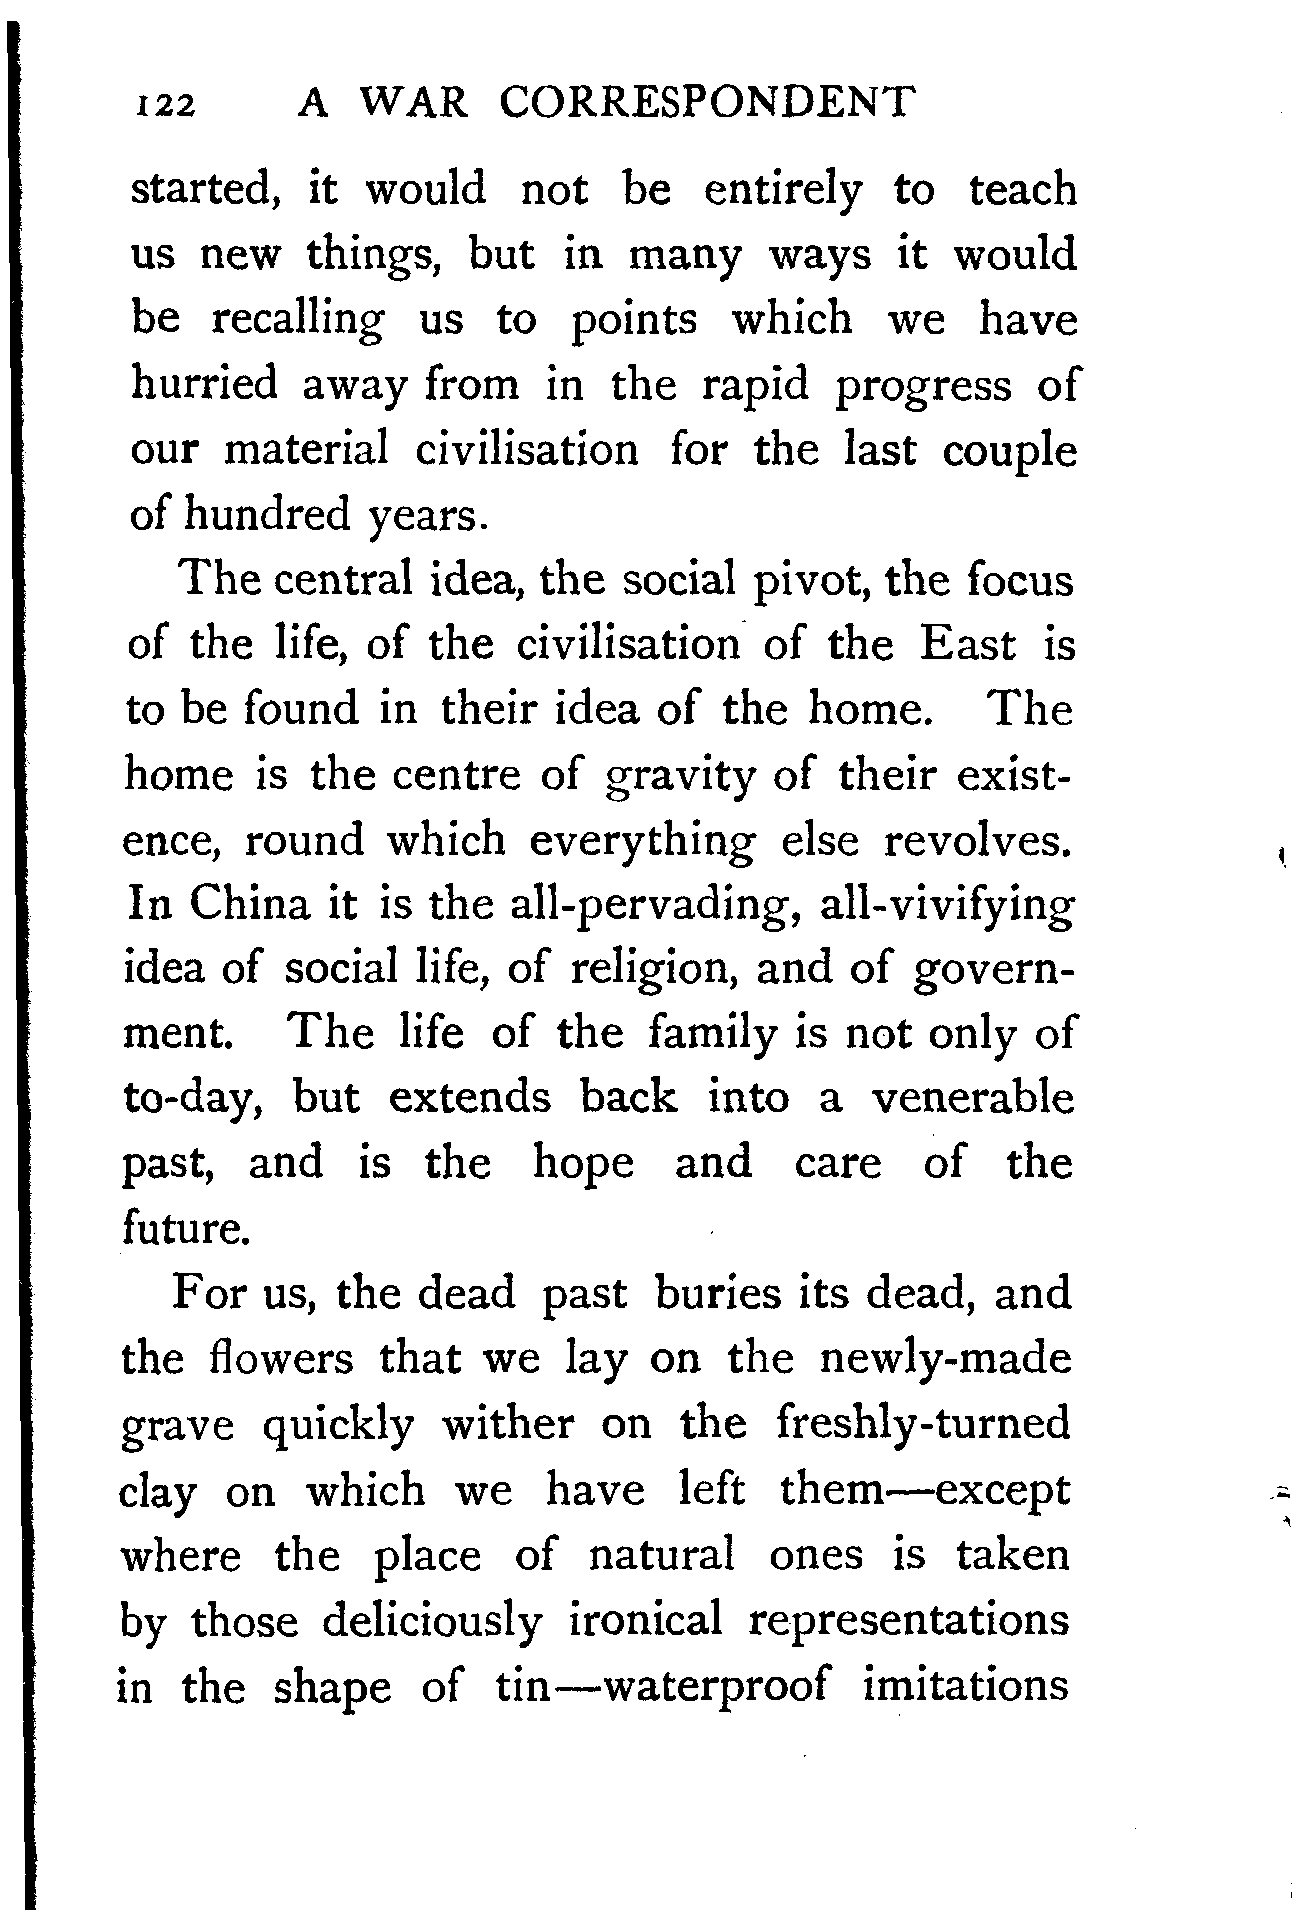 122 A WAR CORRESPONDENT
started, it would not be entirely to teach
us new things, but in many ways it would
be recalling us to points which we have
hurried away from in the rapid progress of
our material civilisation for the last couple
of hundred years.
The central idea, the social pivot, the focus
of the life, of the civilisation of the East is
to be found in their idea of the home. The
home is the centre of gravity of their exist-
ence, round which everything else revolves.
In China it is the all-pervading, all-vivifying
idea of social life, of religion, and of govern-
ment. The life of the family is not only of
to-day, but extends back into a venerable
past, and is the hope and care of the
future.
For us, the dead past buries its dead, and
the flowers that we lay on the newly-made
grave quickly wither on the freshly-turned
clay on which we have left them—except
where the place of natural ones is taken
by those deliciously ironical representations
in the shape of tin—waterproof imitations